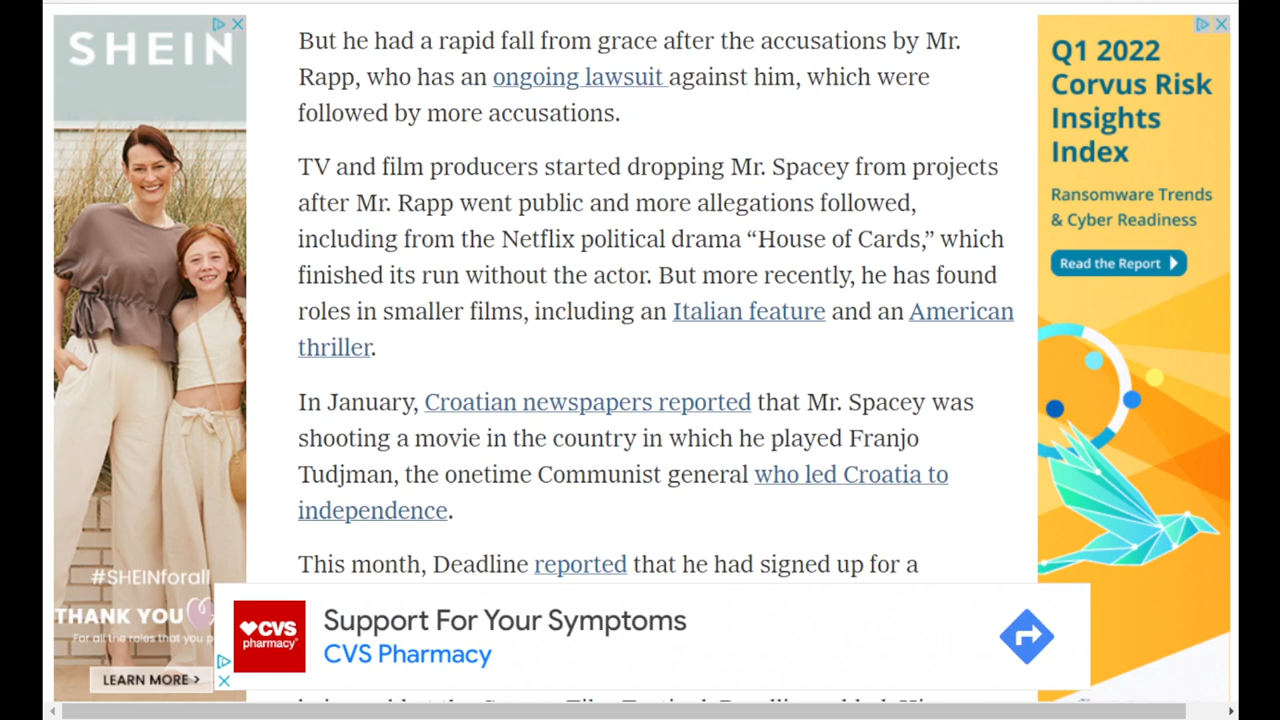 SHEIN
But he had a rapid fall from grace after the accusations by Mr.
Rapp, who has an ongoing lawsuit against him, which were
followed by more accusations.
TV and film producers started dropping Mr. Spacey from projects
after Mr. Rapp went public and more allegations followed,
including from the Netflix political drama “House of Cards,” which
finished its run without the actor. But more recently, he has found
roles in smaller films, including an Italian feature and an American
thriller.
In January, Croatian newspapers reported that Mr. Spacey was
shooting a movie in the country in which he played Franjo
Tudjman, the onetime Communist general who led Croatia to
independence.
This month, Deadline reported that he had signed up for a
#SHEINforall
THANK YOU
For all the roles that you
LEARN MORE >
CVS
pharmacy
Support For Your Symptoms
CVS Pharmacy
Q1 2022
Corvus Risk
Insights
Index
Ransomware Trends
& Cyber Readiness
Read the Report